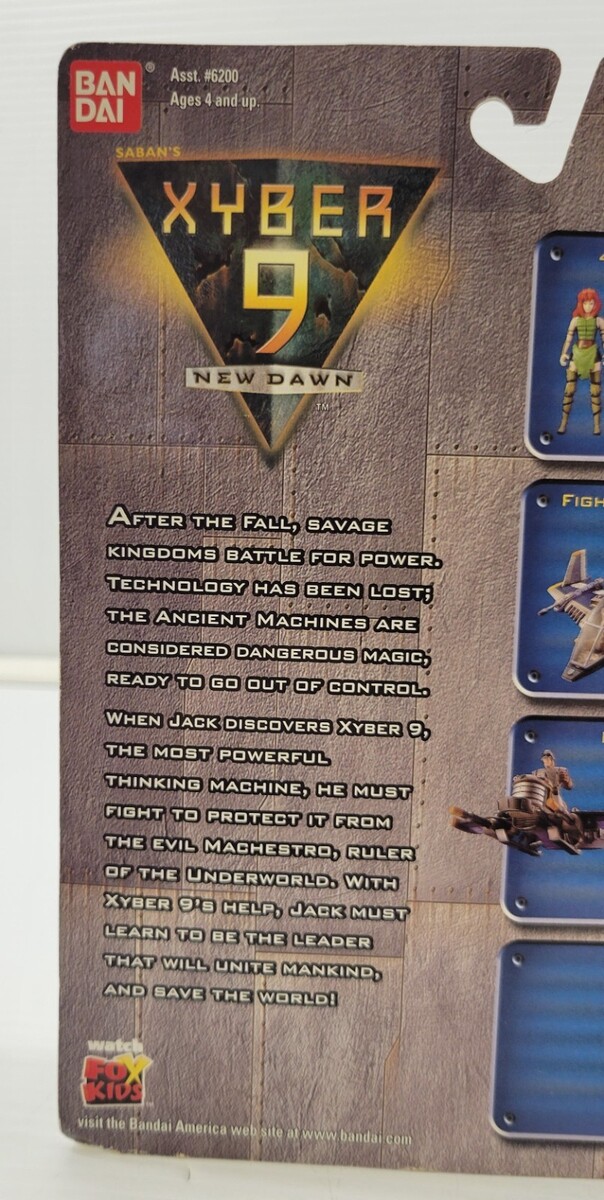 BAN
DAI®
Asst. #6200
Ages 4 and up.
SABAN'S
XYBER
9
NEW DAWN
TM
AFTER THE FALL, SAVAGE
KINGDOMS BATTLE FOR POWER.
TECHNOLOGY HAS BEEN LOST;
THE ANCIENT MACHINES ARE
CONSIDERED DANGEROUS MAGIC,
READY TO GO OUT OF CONTROL.
WHEN JACK DISCOVERS XYBER 9,
THE MOST POWERFUL
THINKING MACHINE, HE MUST
FIGHT TO PROTECT IT FROM
THE EVIL MACHESTRO, RULER
OF THE UNDERWORLD. WITH
XYBER 9'S HELP, JACK MUST
LEARN TO BE THE LEADER
THAT WILL UNITE MANKIND,
AND SAVE THE WORLD!
watch
FOX
KIDS
visit the Bandai America web site at www.bandai.com
FIGH